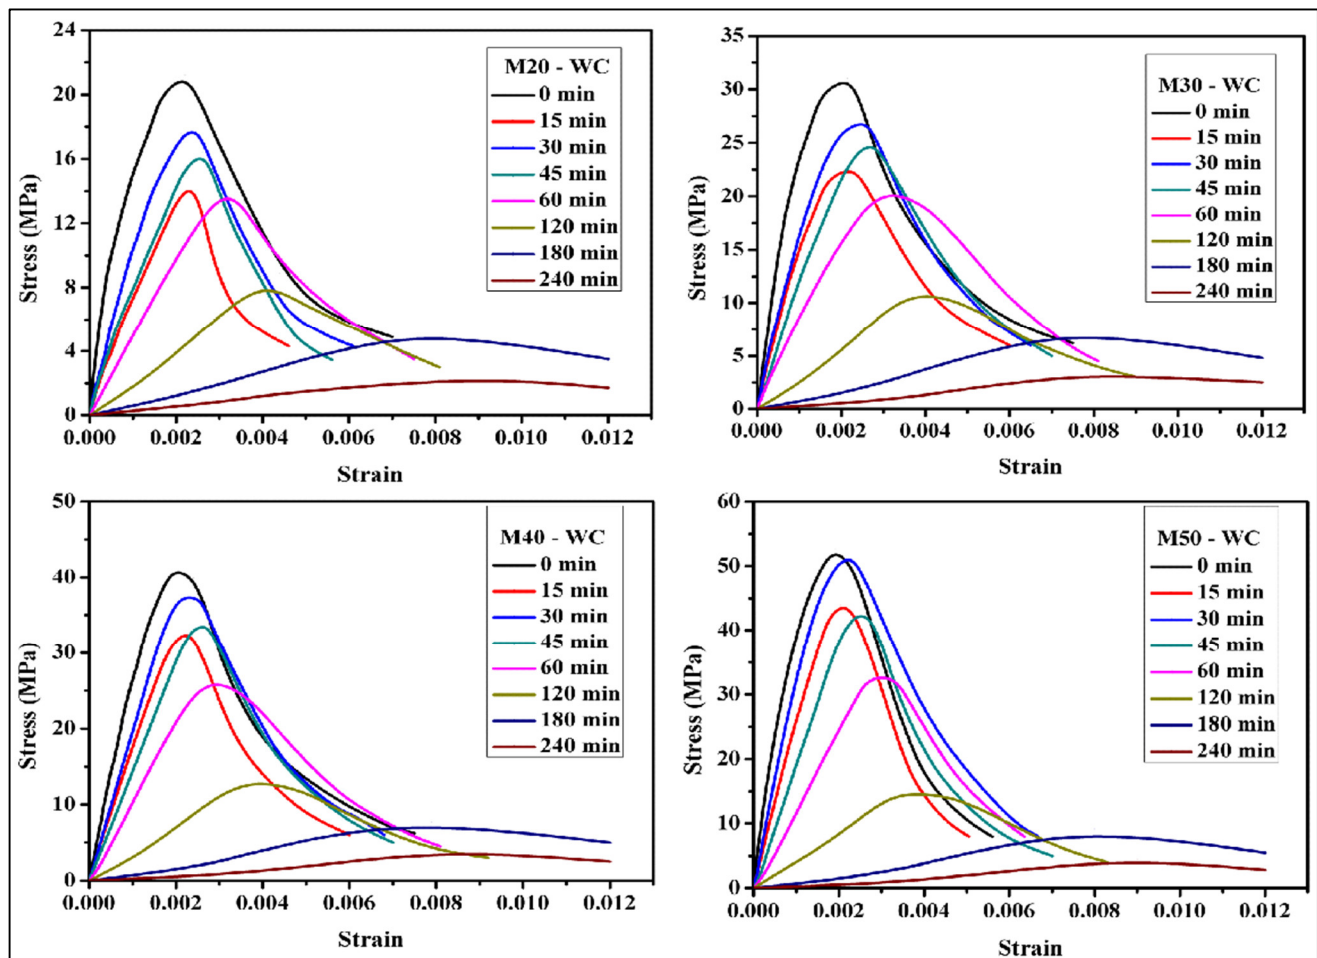 24
20
16
12
8
4
0
Stress (MPa)
M20 - WC
0 min
15 min
30 min
45 min
60 min
120 min
180 min
240 min
0.000 0.002 0.004 0.006 0.008 0.010 0.012
Strain
35
30
25
20
15
10
5
0
Stress (MPa)
M30 - WC
0 min
15 min
30 min
45 min
60 min
120 min
180 min
240 min
0.000 0.002 0.004 0.006 0.008 0.010 0.012
Strain
50
40
30
20
10
0
Stress (MPa)
M40 - WC
0 min
15 min
30 min
45 min
60 min
120 min
180 min
240 min
0.000 0.002 0.004 0.006 0.008 0.010 0.012
Strain
60
50
40
30
20
10
0
Stress (MPa)
M50 - WC
0 min
15 min
30 min
45 min
60 min
120 min
180 min
240 min
0.000 0.002 0.004 0.006 0.008 0.010 0.012
Strain